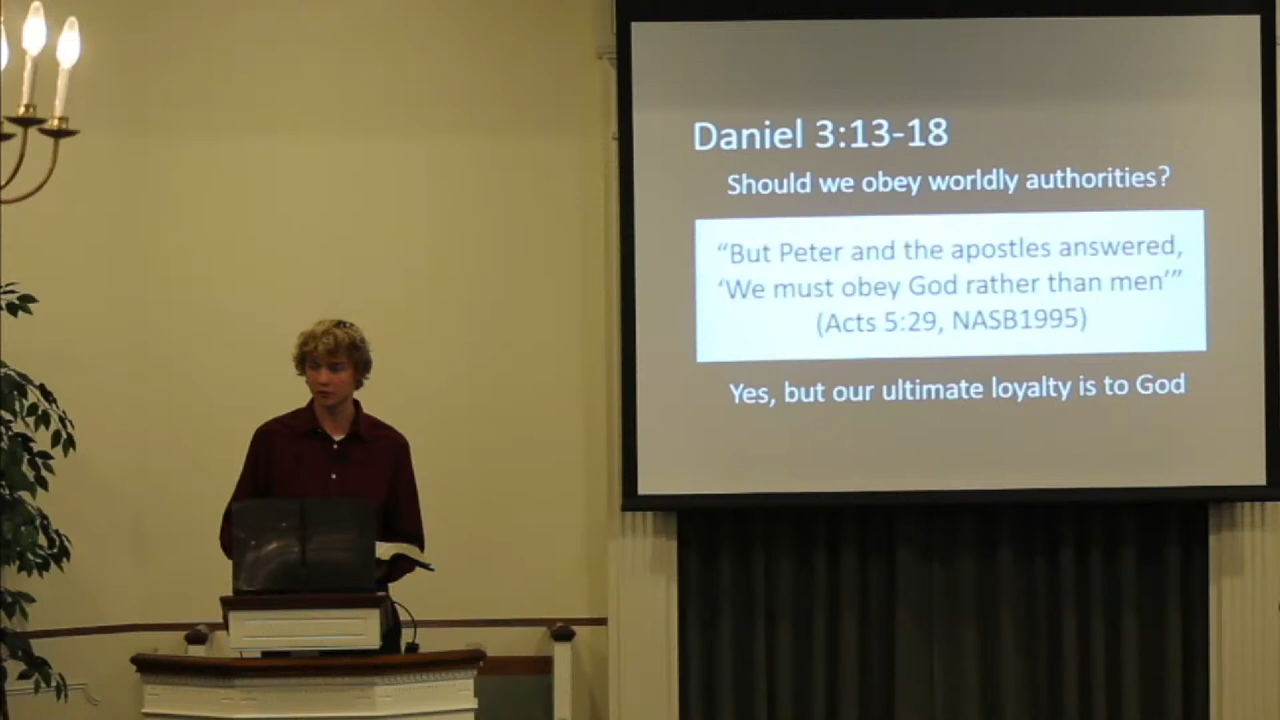 Daniel 3:13-18
Should we obey worldly authorities?
“But Peter and the apostles answered,
‘We must obey God rather than men’”
(Acts 5:29, NASB1995)
Yes, but our ultimate loyalty is to God